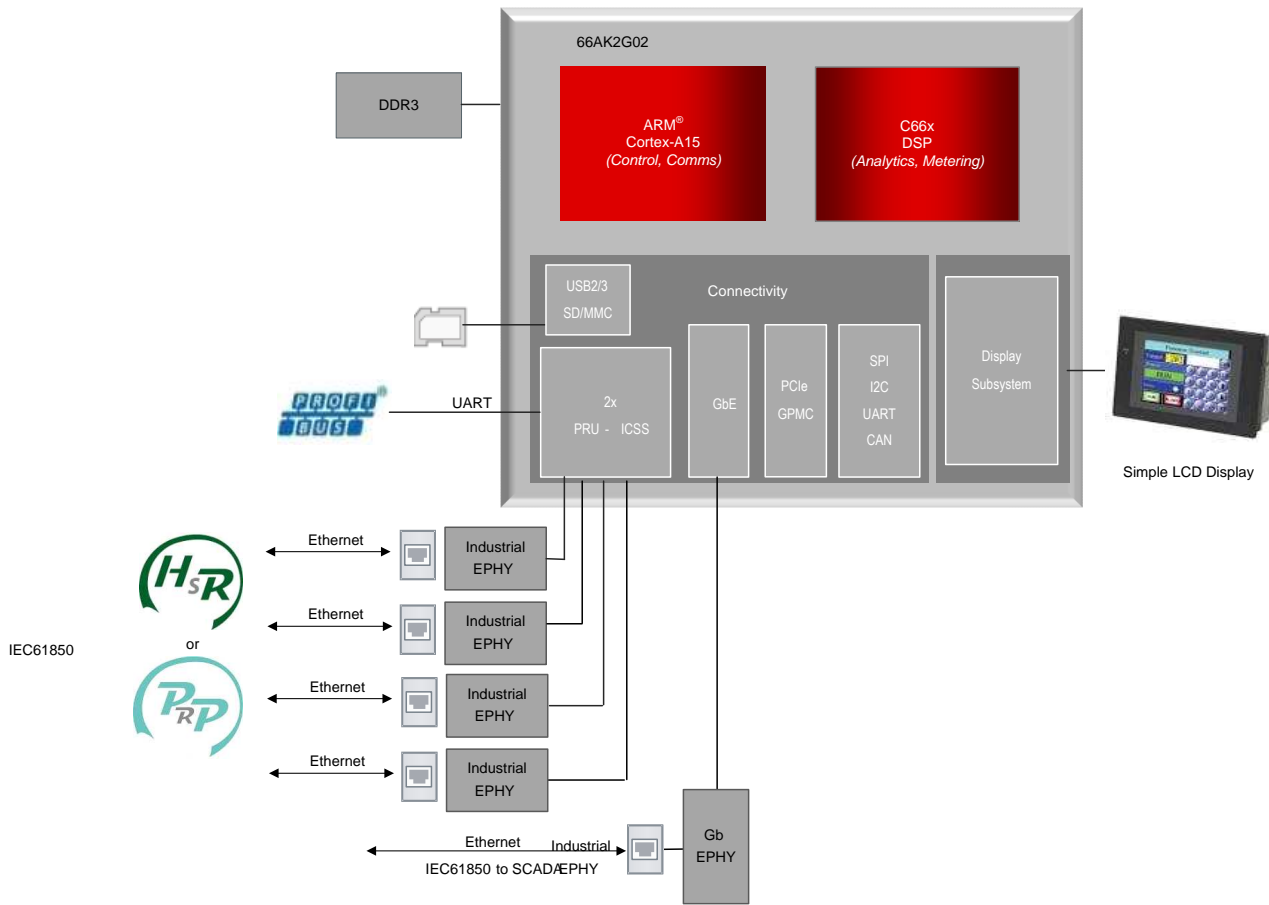 66AK2G02
DDR3
ARM®
Cortex-A15
(Control, Comms)
C66x
DSP
(Analytics, Metering)
USB2/3
SD/MMC
Connectivity
GbE
PCIe
GPMC
SPI
I2C
UART
CAN
Display
Subsystem
Simple LCD Display
PROFI®
BUS
UART
2x
PRU - ICSS
IEC61850
HSR
or
PRP
Ethernet
Industrial
EPHY
Ethernet
Industrial
EPHY
Ethernet
Industrial
EPHY
Ethernet
Industrial
EPHY
Ethernet
IEC61850 to SCADA
Industrial
EPHY
Gb
EPHY